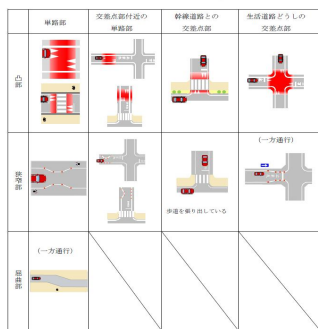 単路部
交差点部付近の
単路部
幹線道路との
交差点部
生活道路どうしの
交差点部
凸部
狭窄部
(一方通行)
歩道を張り出している
屈曲部
(一方通行)